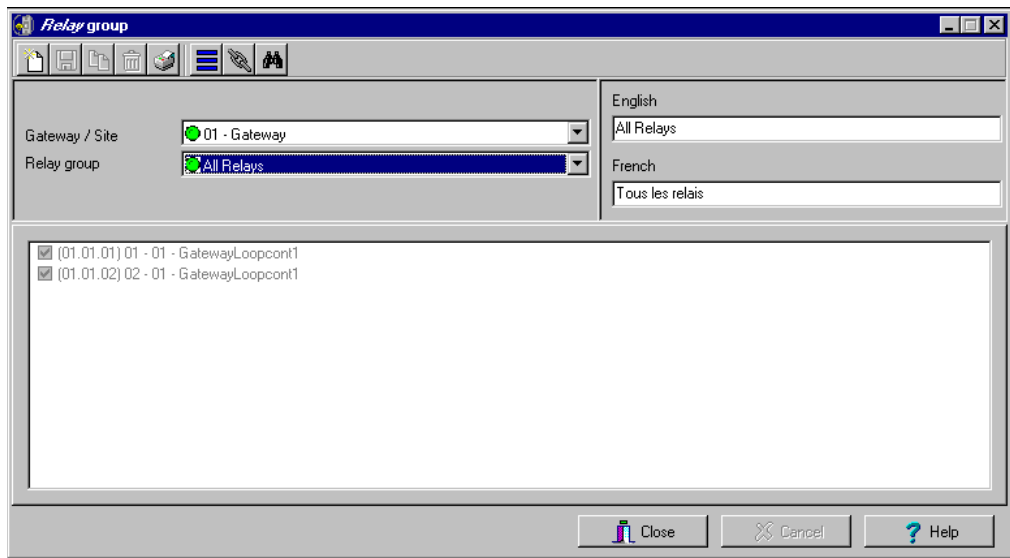 Relay group
English
All Relays
Gateway / Site
01 - Gateway
Relay group
All Relays
French
Tous les relais
(01.01.01) 01 - 01 - GatewayLoopcont1
(01.01.02) 02 - 01 - GatewayLoopcont1
Close
Cancel
Help